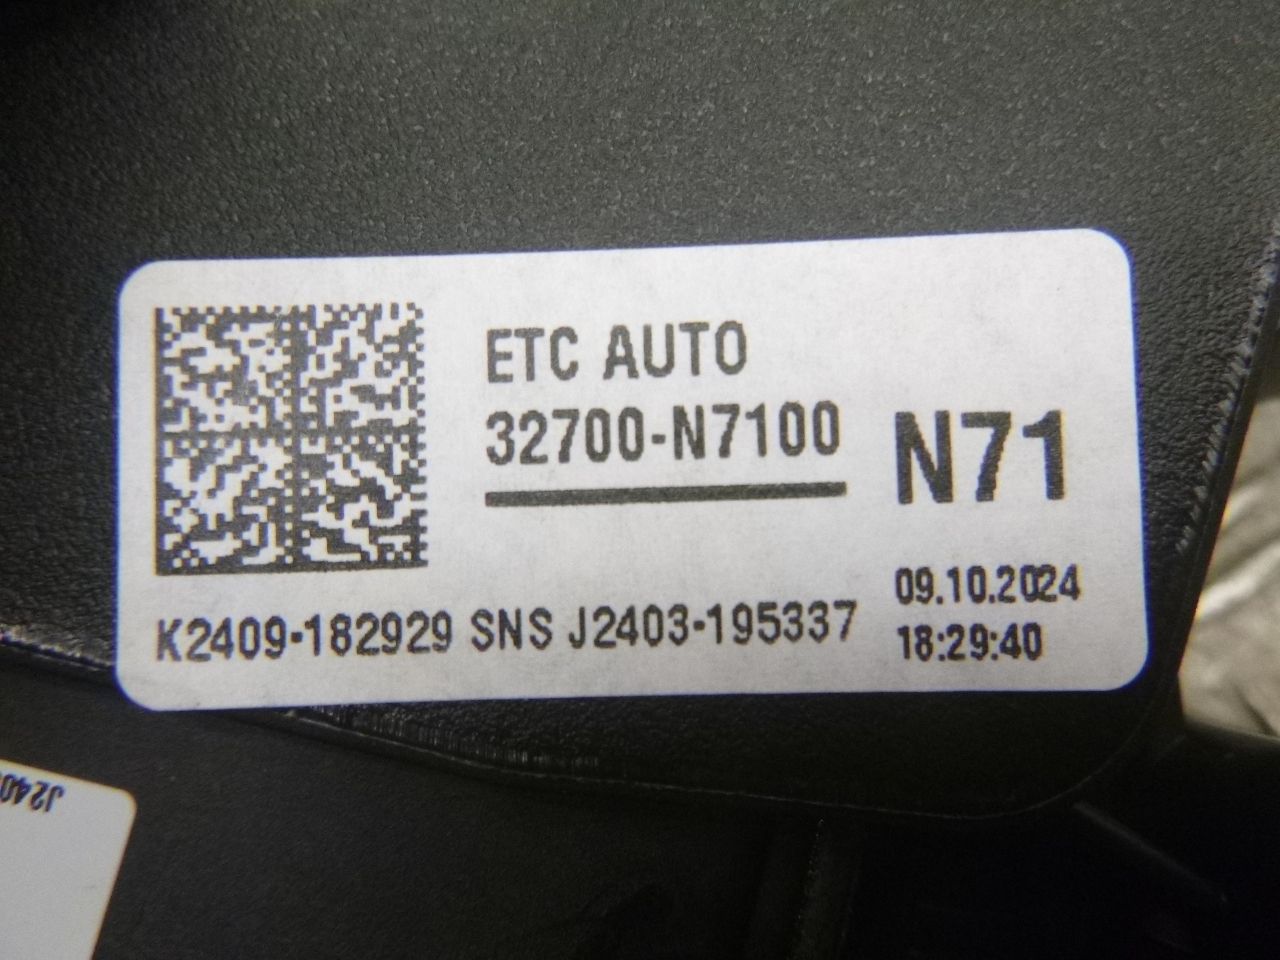 ETC AUTO
32700-N7100
N71
K2409-182929 SNS J2403-195337
09.10.2024
18:29:40